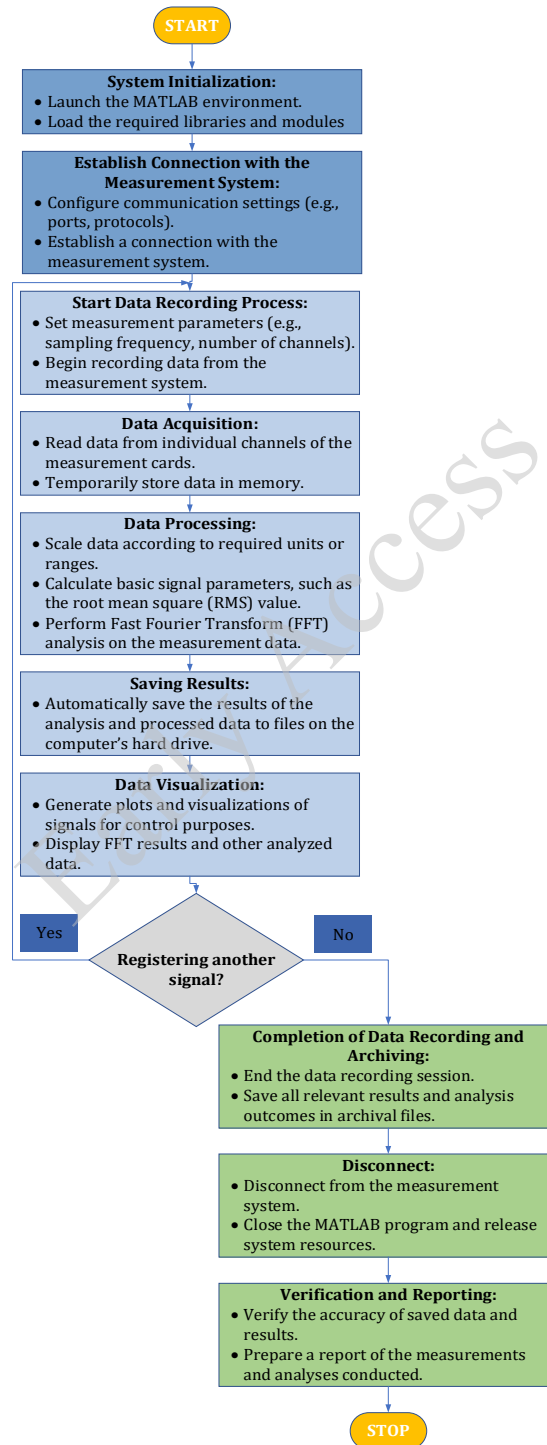 START
System Initialization:
• Launch the MATLAB environment.
• Load the required libraries and modules
Establish Connection with the
Measurement System:
• Configure communication settings (e.g.,
ports, protocols).
• Establish a connection with the
measurement system.
Start Data Recording Process:
• Set measurement parameters (e.g.,
sampling frequency, number of channels).
• Begin recording data from the
measurement system.
Data Acquisition:
• Read data from individual channels of the
measurement cards.
• Temporarily store data in memory.
Data Processing:
• Scale data according to required units or
ranges.
• Calculate basic signal parameters, such as
the root mean square (RMS) value.
• Perform Fast Fourier Transform (FFT)
analysis on the measurement data.
Saving Results:
• Automatically save the results of the
analysis and processed data to files on the
computer's hard drive.
Data Visualization:
• Generate plots and visualizations of
signals for control purposes.
• Display FFT results and other analyzed
data.
Yes
No
Registering another
signal?
Completion of Data Recording and
Archiving:
• End the data recording session.
• Save all relevant results and analysis
outcomes in archival files.
Disconnect:
• Disconnect from the measurement
system.
• Close the MATLAB program and release
system resources.
Verification and Reporting:
• Verify the accuracy of saved data and
results.
• Prepare a report of the measurements
and analyses conducted.
STOP
Early Access